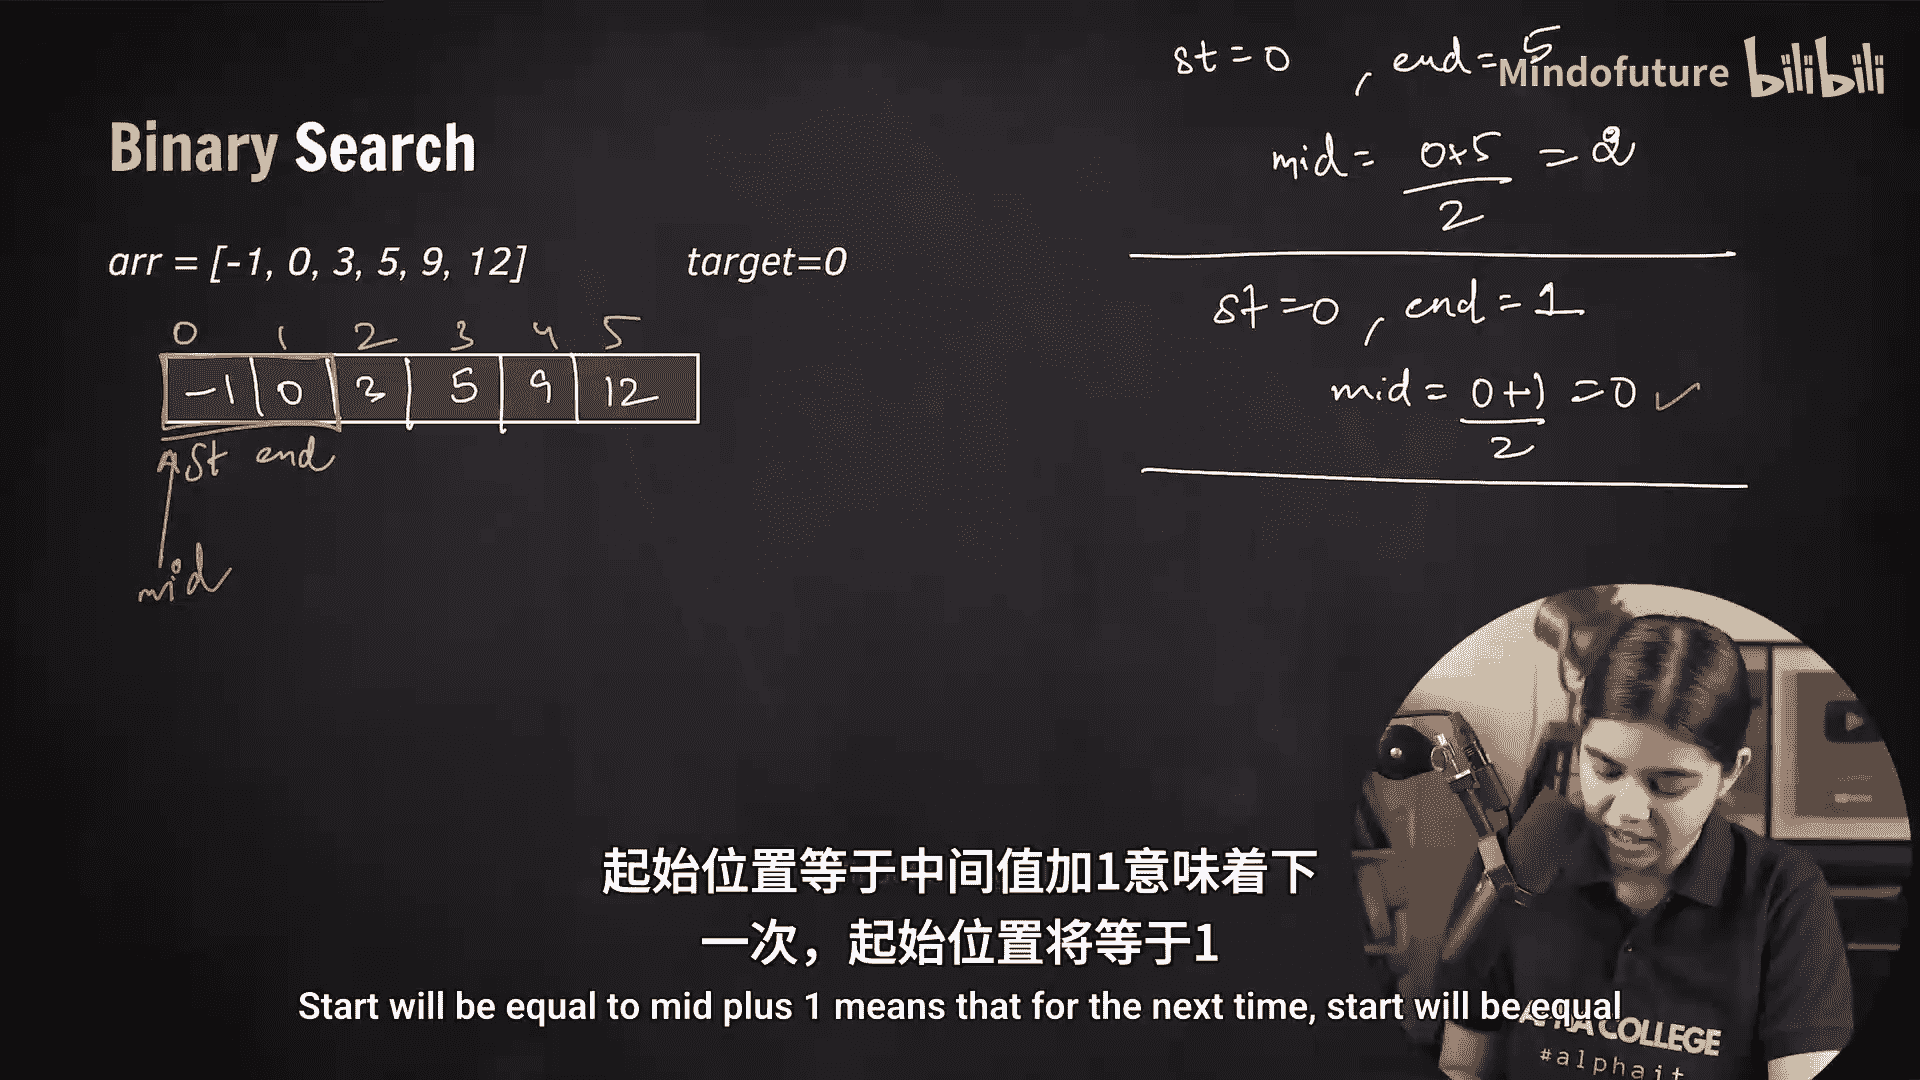 st = 0 , end = 5
Mindofuture bilibili
mid = 0+5 = 2
2
Binary Search
arr = [-1, 0, 3, 5, 9, 12] target=0
st = 0 , end = 1
0 1 2 3 4 5
-1 0 3 5 9 12
mid = 0+1 = 0 ✓
2
st end
mid
起始位置等于中间值加1意味着下
一次，起始位置将等于1
Start will be equal to mid plus 1 means that for the next time, start will be equal
COLLEGE